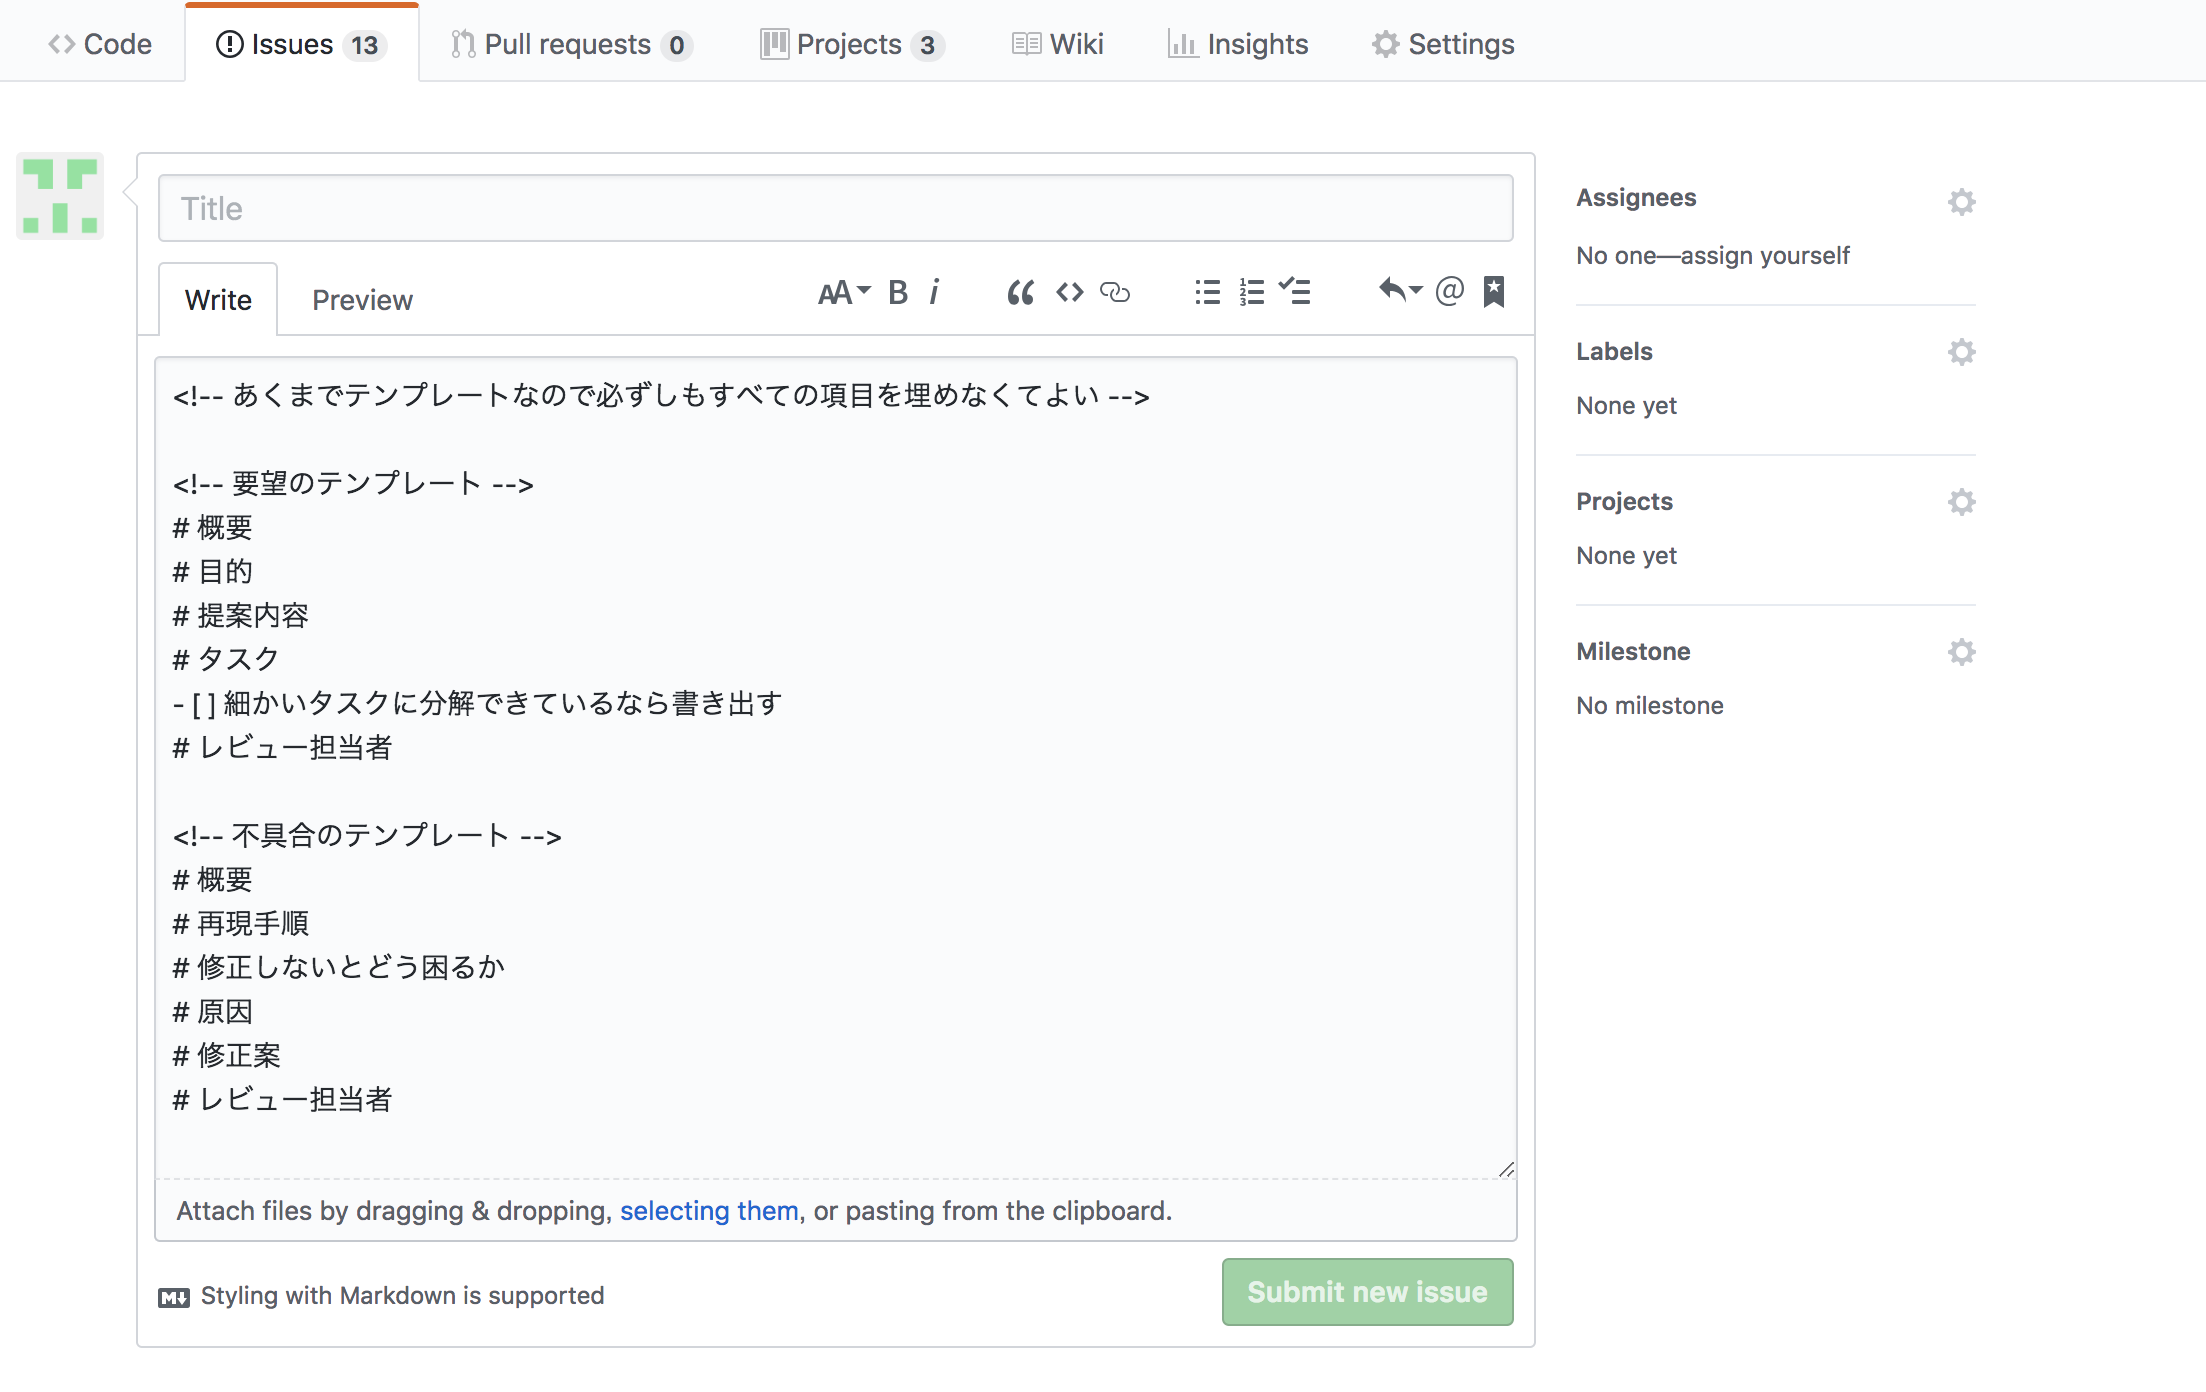 Code Issues 13 Pull requests 0 Projects 3 Wiki Insights Settings
Title
Write Preview AA B i
<!-- あくまでテンプレートなので必ずしもすべての項目を埋めなくてよい -->
<!-- 要望のテンプレート -->
# 概要
# 目的
# 提案内容
# タスク
- [ ] 細かいタスクに分解できているなら書き出す
# レビュー担当者
<!-- 不具合のテンプレート -->
# 概要
# 再現手順
# 修正しないとどう困るか
# 原因
# 修正案
# レビュー担当者
Attach files by dragging & dropping, selecting them, or pasting from the clipboard.
Styling with Markdown is supported
Submit new issue
Assignees
No one—assign yourself
Labels
None yet
Projects
None yet
Milestone
No milestone